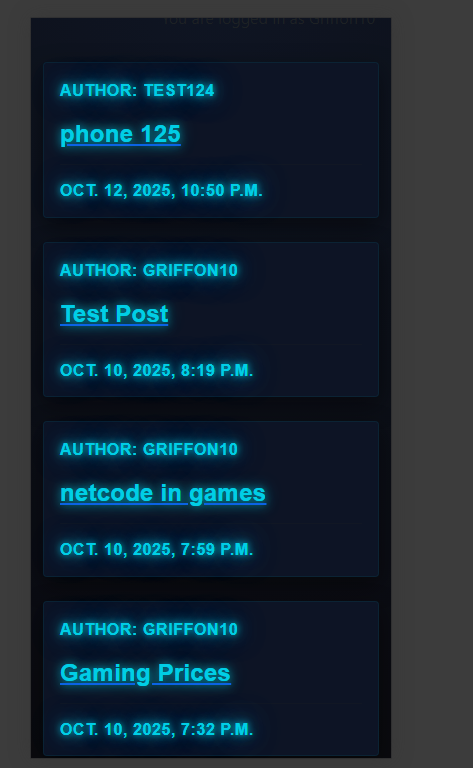 You are logged in as Griffon10
AUTHOR: TEST124
phone 125
OCT. 12, 2025, 10:50 P.M.
AUTHOR: GRIFFON10
Test Post
OCT. 10, 2025, 8:19 P.M.
AUTHOR: GRIFFON10
netcode in games
OCT. 10, 2025, 7:59 P.M.
AUTHOR: GRIFFON10
Gaming Prices
OCT. 10, 2025, 7:32 P.M.